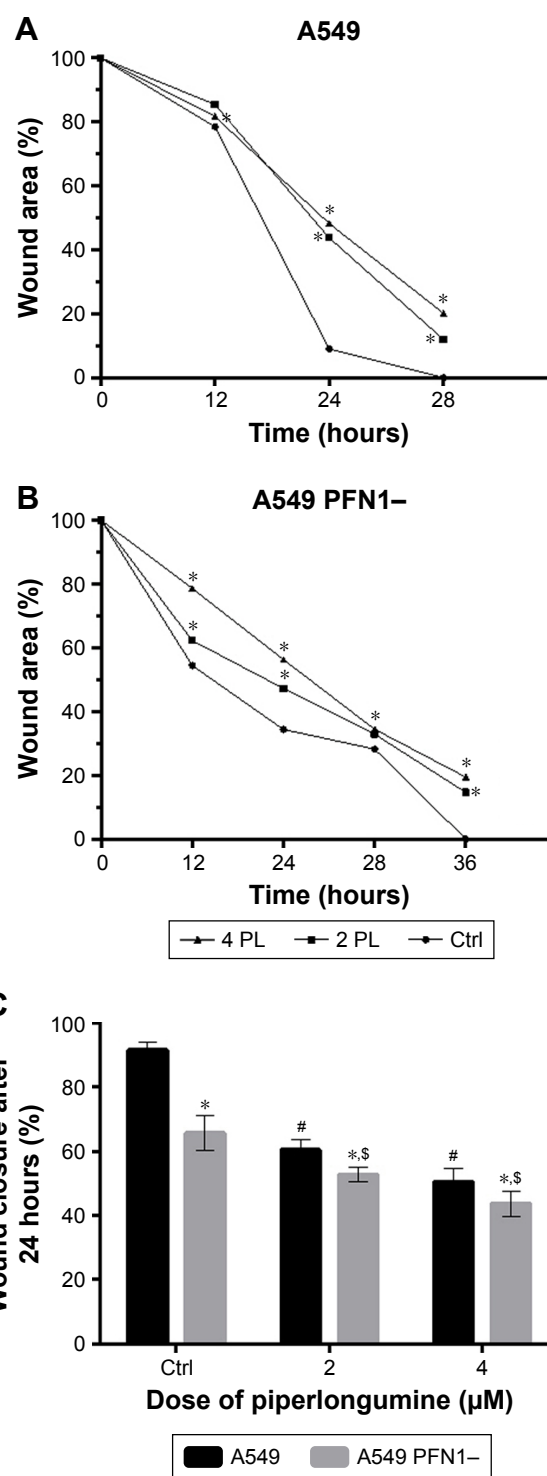 A
A549
100
80
60
40
20
0
Wound area (%)
*
*
*
*
*
0 12 24 28
Time (hours)
B
A549 PFN1–
100
80
60
40
20
0
Wound area (%)
*
*
*
*
*
*
*
0 12 24 28 36
Time (hours)
4 PL 2 PL Ctrl
100
80
60
40
20
0
closure after
24 hours (%)
*
#
*,$
#
*,$
Ctrl 2 4
Dose of piperlongumine (µM)
A549 A549 PFN1–